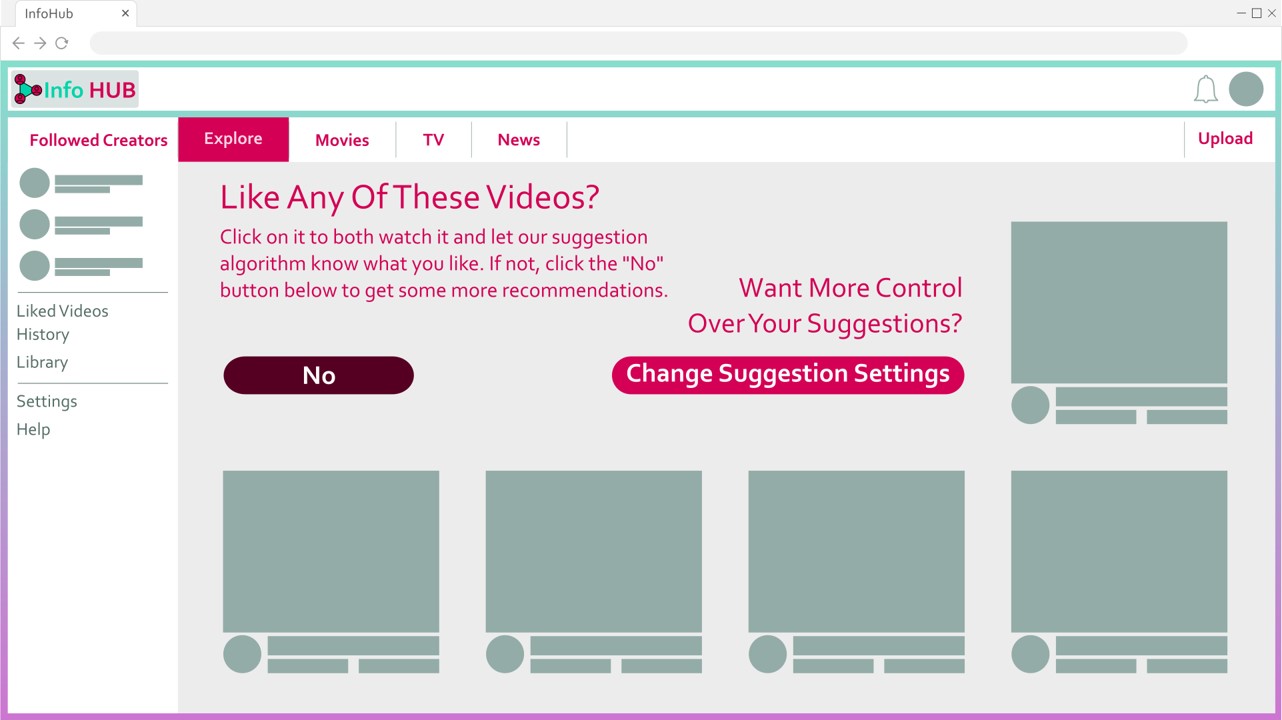 InfoHub
Info HUB
Followed Creators
Explore
Movies
TV
News
Upload
Like Any Of These Videos?
Click on it to both watch it and let our suggestion
algorithm know what you like. If not, click the "No"
button below to get some more recommendations.
Want More Control
Over Your Suggestions?
No
Change Suggestion Settings
Liked Videos
History
Library
Settings
Help